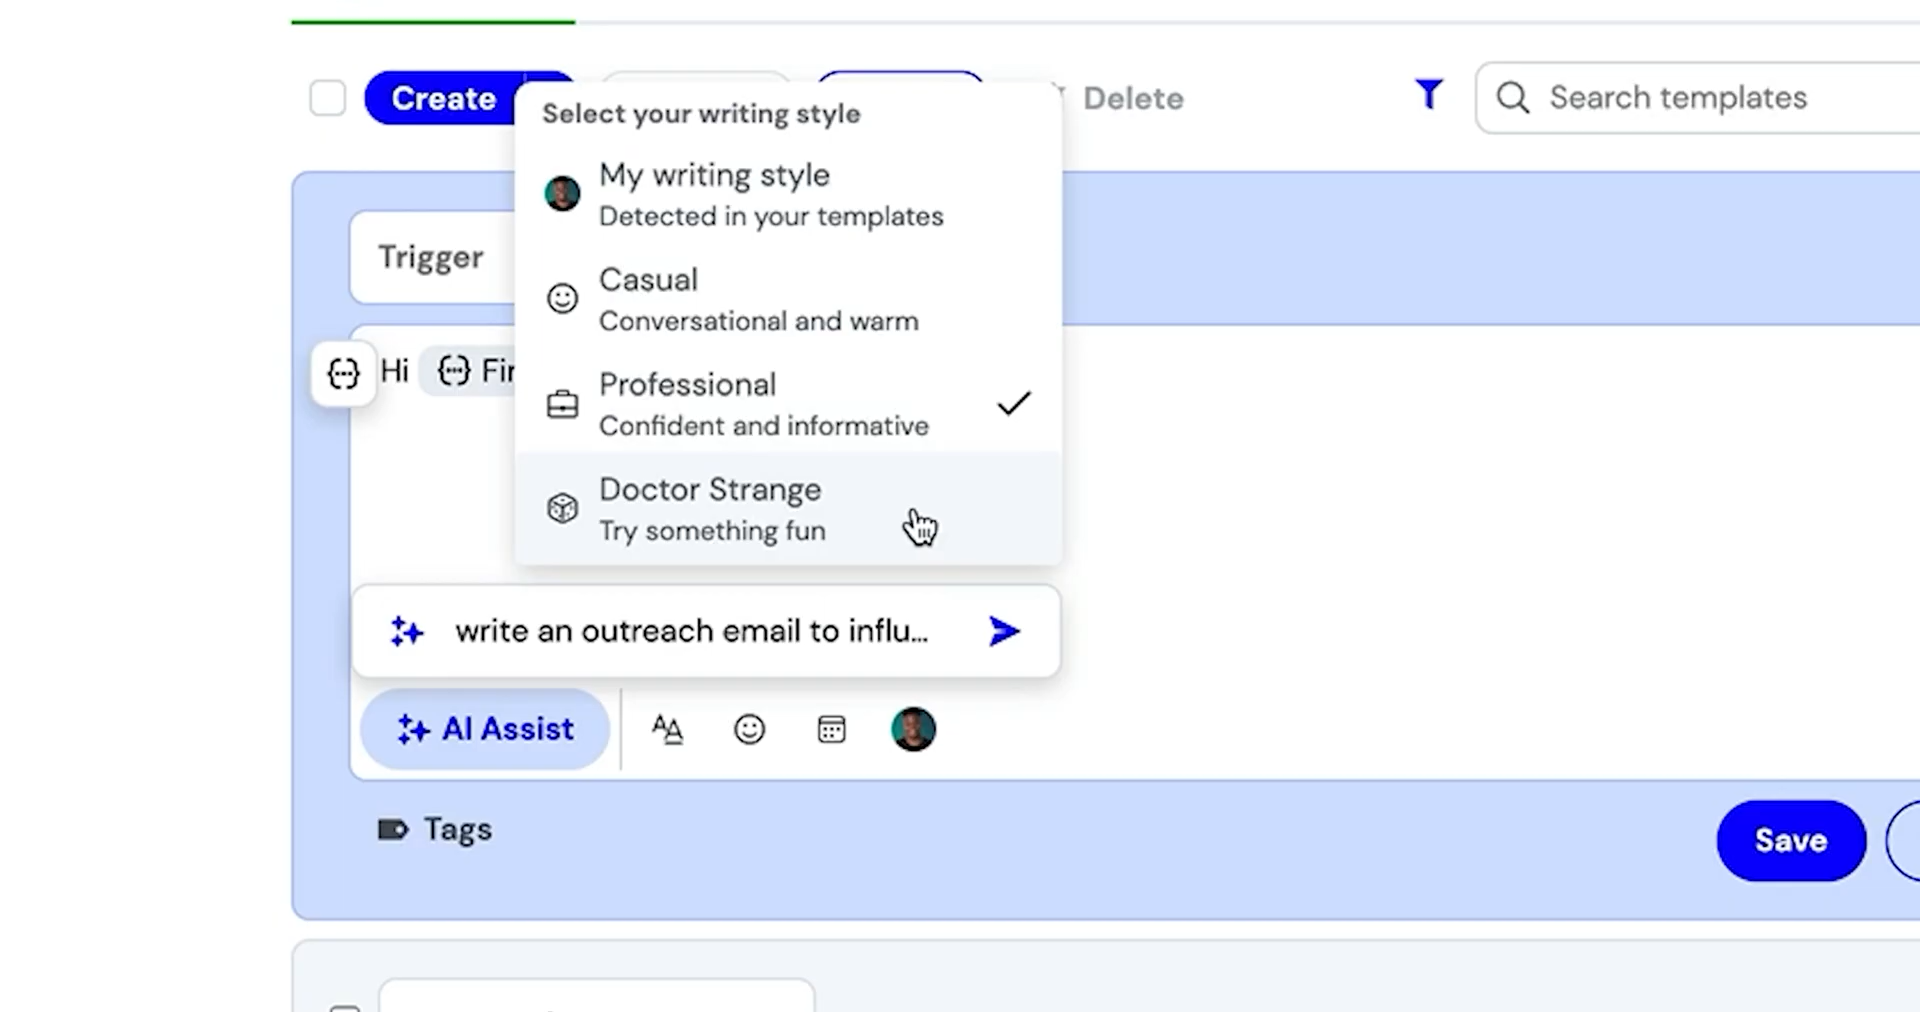 Create
Delete
Search templates
Select your writing style
My writing style
Detected in your templates
Casual
Conversational and warm
Professional
Confident and informative
Doctor Strange
Try something fun
Trigger
Hi
write an outreach email to influ...
AI Assist
Tags
Save